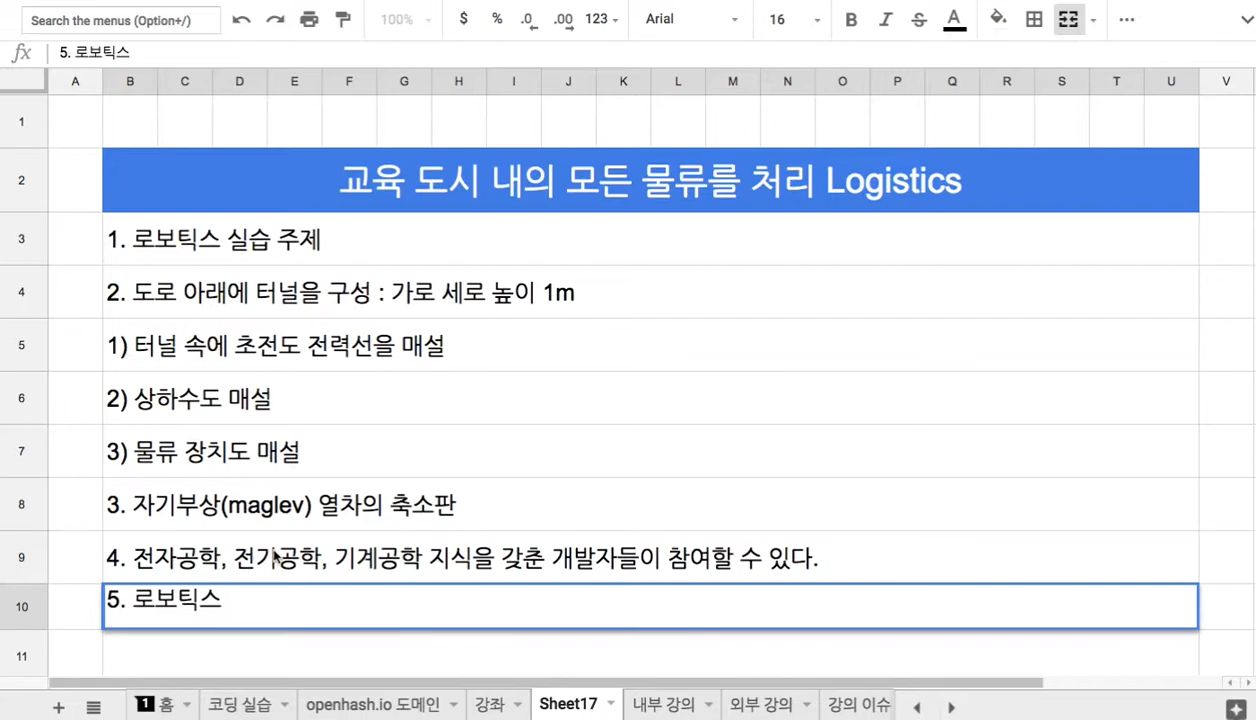 Search the menus (Option+/)
100%
$ % .0 .00 123
Arial
16
B I S A
fx 5. 로보틱스
A B C D E F G H I J K L M N O P Q R S T U V
1
2 교육 도시 내의 모든 물류를 처리 Logistics
3 1. 로보틱스 실습 주제
4 2. 도로 아래에 터널을 구성 : 가로 세로 높이 1m
5 1) 터널 속에 초전도 전력선을 매설
6 2) 상하수도 매설
7 3) 물류 장치도 매설
8 3. 자기부상(maglev) 열차의 축소판
9 4. 전자공학, 전기공학, 기계공학 지식을 갖춘 개발자들이 참여할 수 있다.
10 5. 로보틱스
11
1 홈 코딩 실습 openhash.io 도메인 강좌 Sheet17 내부 강의 외부 강의 강의 이슈